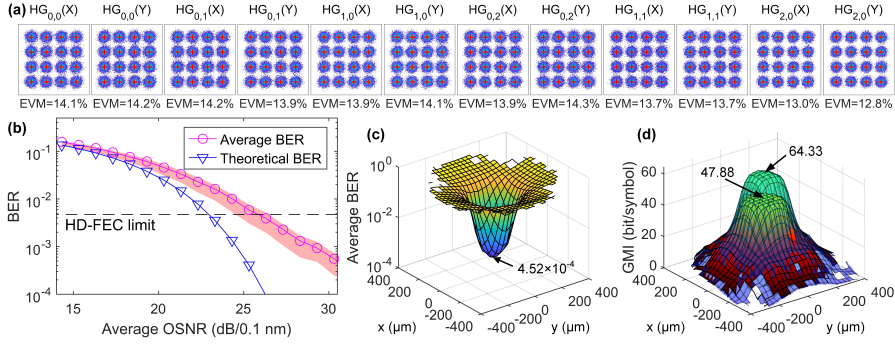 (a) HG0,0(X) HG0,0(Y) HG0,1(X) HG0,1(Y) HG1,0(X) HG1,0(Y) HG0,2(X) HG0,2(Y) HG1,1(X) HG1,1(Y) HG2,0(X) HG2,0(Y)
EVM=14.1% EVM=14.2% EVM=14.2% EVM=13.9% EVM=13.9% EVM=14.1% EVM=13.9% EVM=14.3% EVM=13.7% EVM=13.7% EVM=13.0% EVM=12.8%
(b)
Average BER
Theoretical BER
HD-FEC limit
BER
10^-1
10^-2
10^-3
10^-4
15 20 25 30
Average OSNR (dB/0.1 nm)
(c)
Average BER
10^0
10^-2
10^-4
4.52×10^-4
400 200 0 -200 -400
x (μm)
-400 -200 0 200 400
y (μm)
(d)
64.33
47.88
GMI (bit/symbol)
60
40
20
0
400 200 0 -200 -400
x (μm)
-400 -200 0 200 400
y (μm)